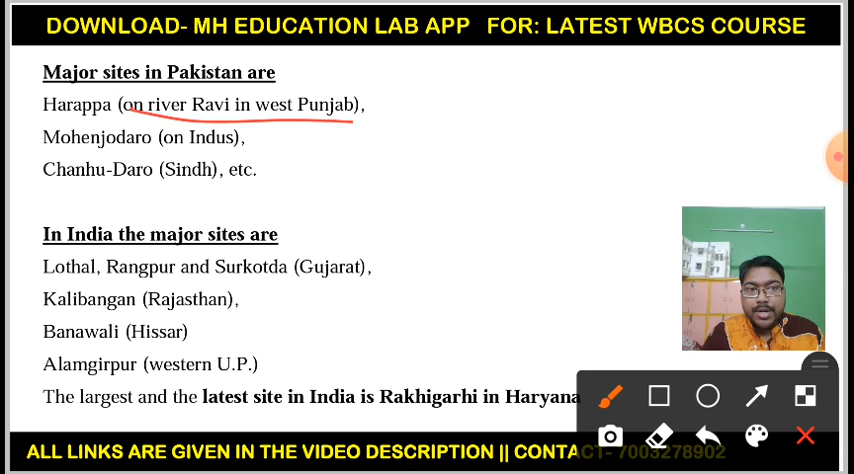 DOWNLOAD- MH EDUCATION LAB APP FOR: LATEST WBCS COURSE
Major sites in Pakistan are
Harappa (on river Ravi in west Punjab),
Mohenjodaro (on Indus),
Chanhu-Daro (Sindh), etc.
In India the major sites are
Lothal, Rangpur and Surkotda (Gujarat),
Kalibangan (Rajasthan),
Banawali (Hissar)
Alamgirpur (western U.P.)
The largest and the latest site in India is Rakhigarhi in Haryana
ALL LINKS ARE GIVEN IN THE VIDEO DESCRIPTION || CONTACT- 7003278902